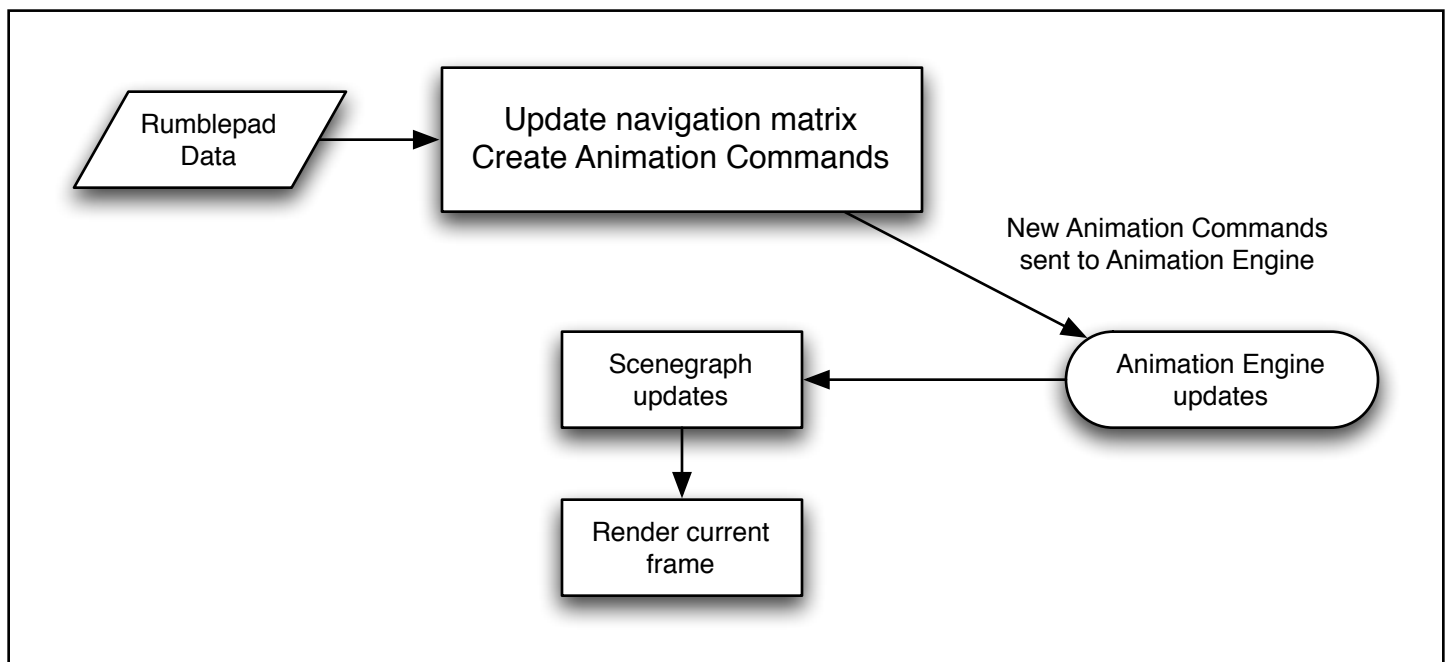 Rumblepad
Data
Update navigation matrix
Create Animation Commands
New Animation Commands
sent to Animation Engine
Animation Engine
updates
Scenegraph
updates
Render current
frame